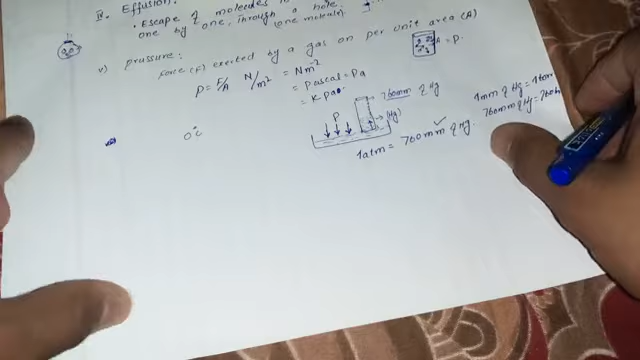 IV. Effusion:
• Escape of molecules
one by one, through a hole.
(one molecule).
v) pressure:
Force (F) exerted by a gas on per unit area (A)
P = F/A N/m² = Nm²
= Pascal = Pa
= K Pa
A = P.
P
760mm of Hg
(Hg)
1mm of Hg = 1torr
760mm of Hg = 760
1atm = 760mm of Hg.
0°C